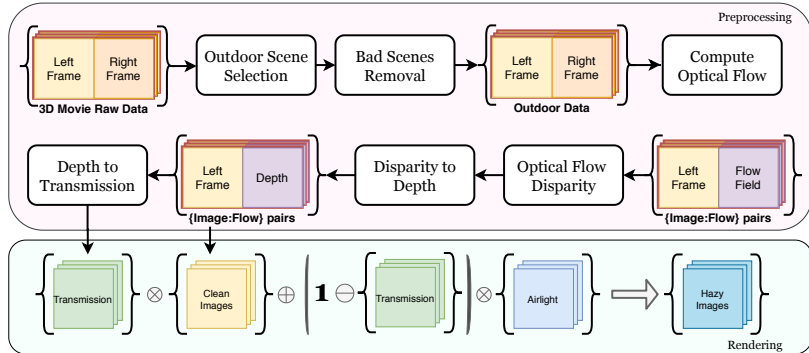 Preprocessing
Left
Frame
Right
Frame
3D Movie Raw Data
Outdoor Scene
Selection
Bad Scenes
Removal
Left
Frame
Right
Frame
Outdoor Data
Compute
Optical Flow
Depth to
Transmission
Left
Frame
Depth
{Image:Flow} pairs
Disparity to
Depth
Optical Flow
Disparity
Left
Frame
Flow
Field
{Image:Flow} pairs
Transmission
⊗
Clean
Images
⊕
1
⊖
Transmission
⊗
Airlight
Hazy
Images
Rendering